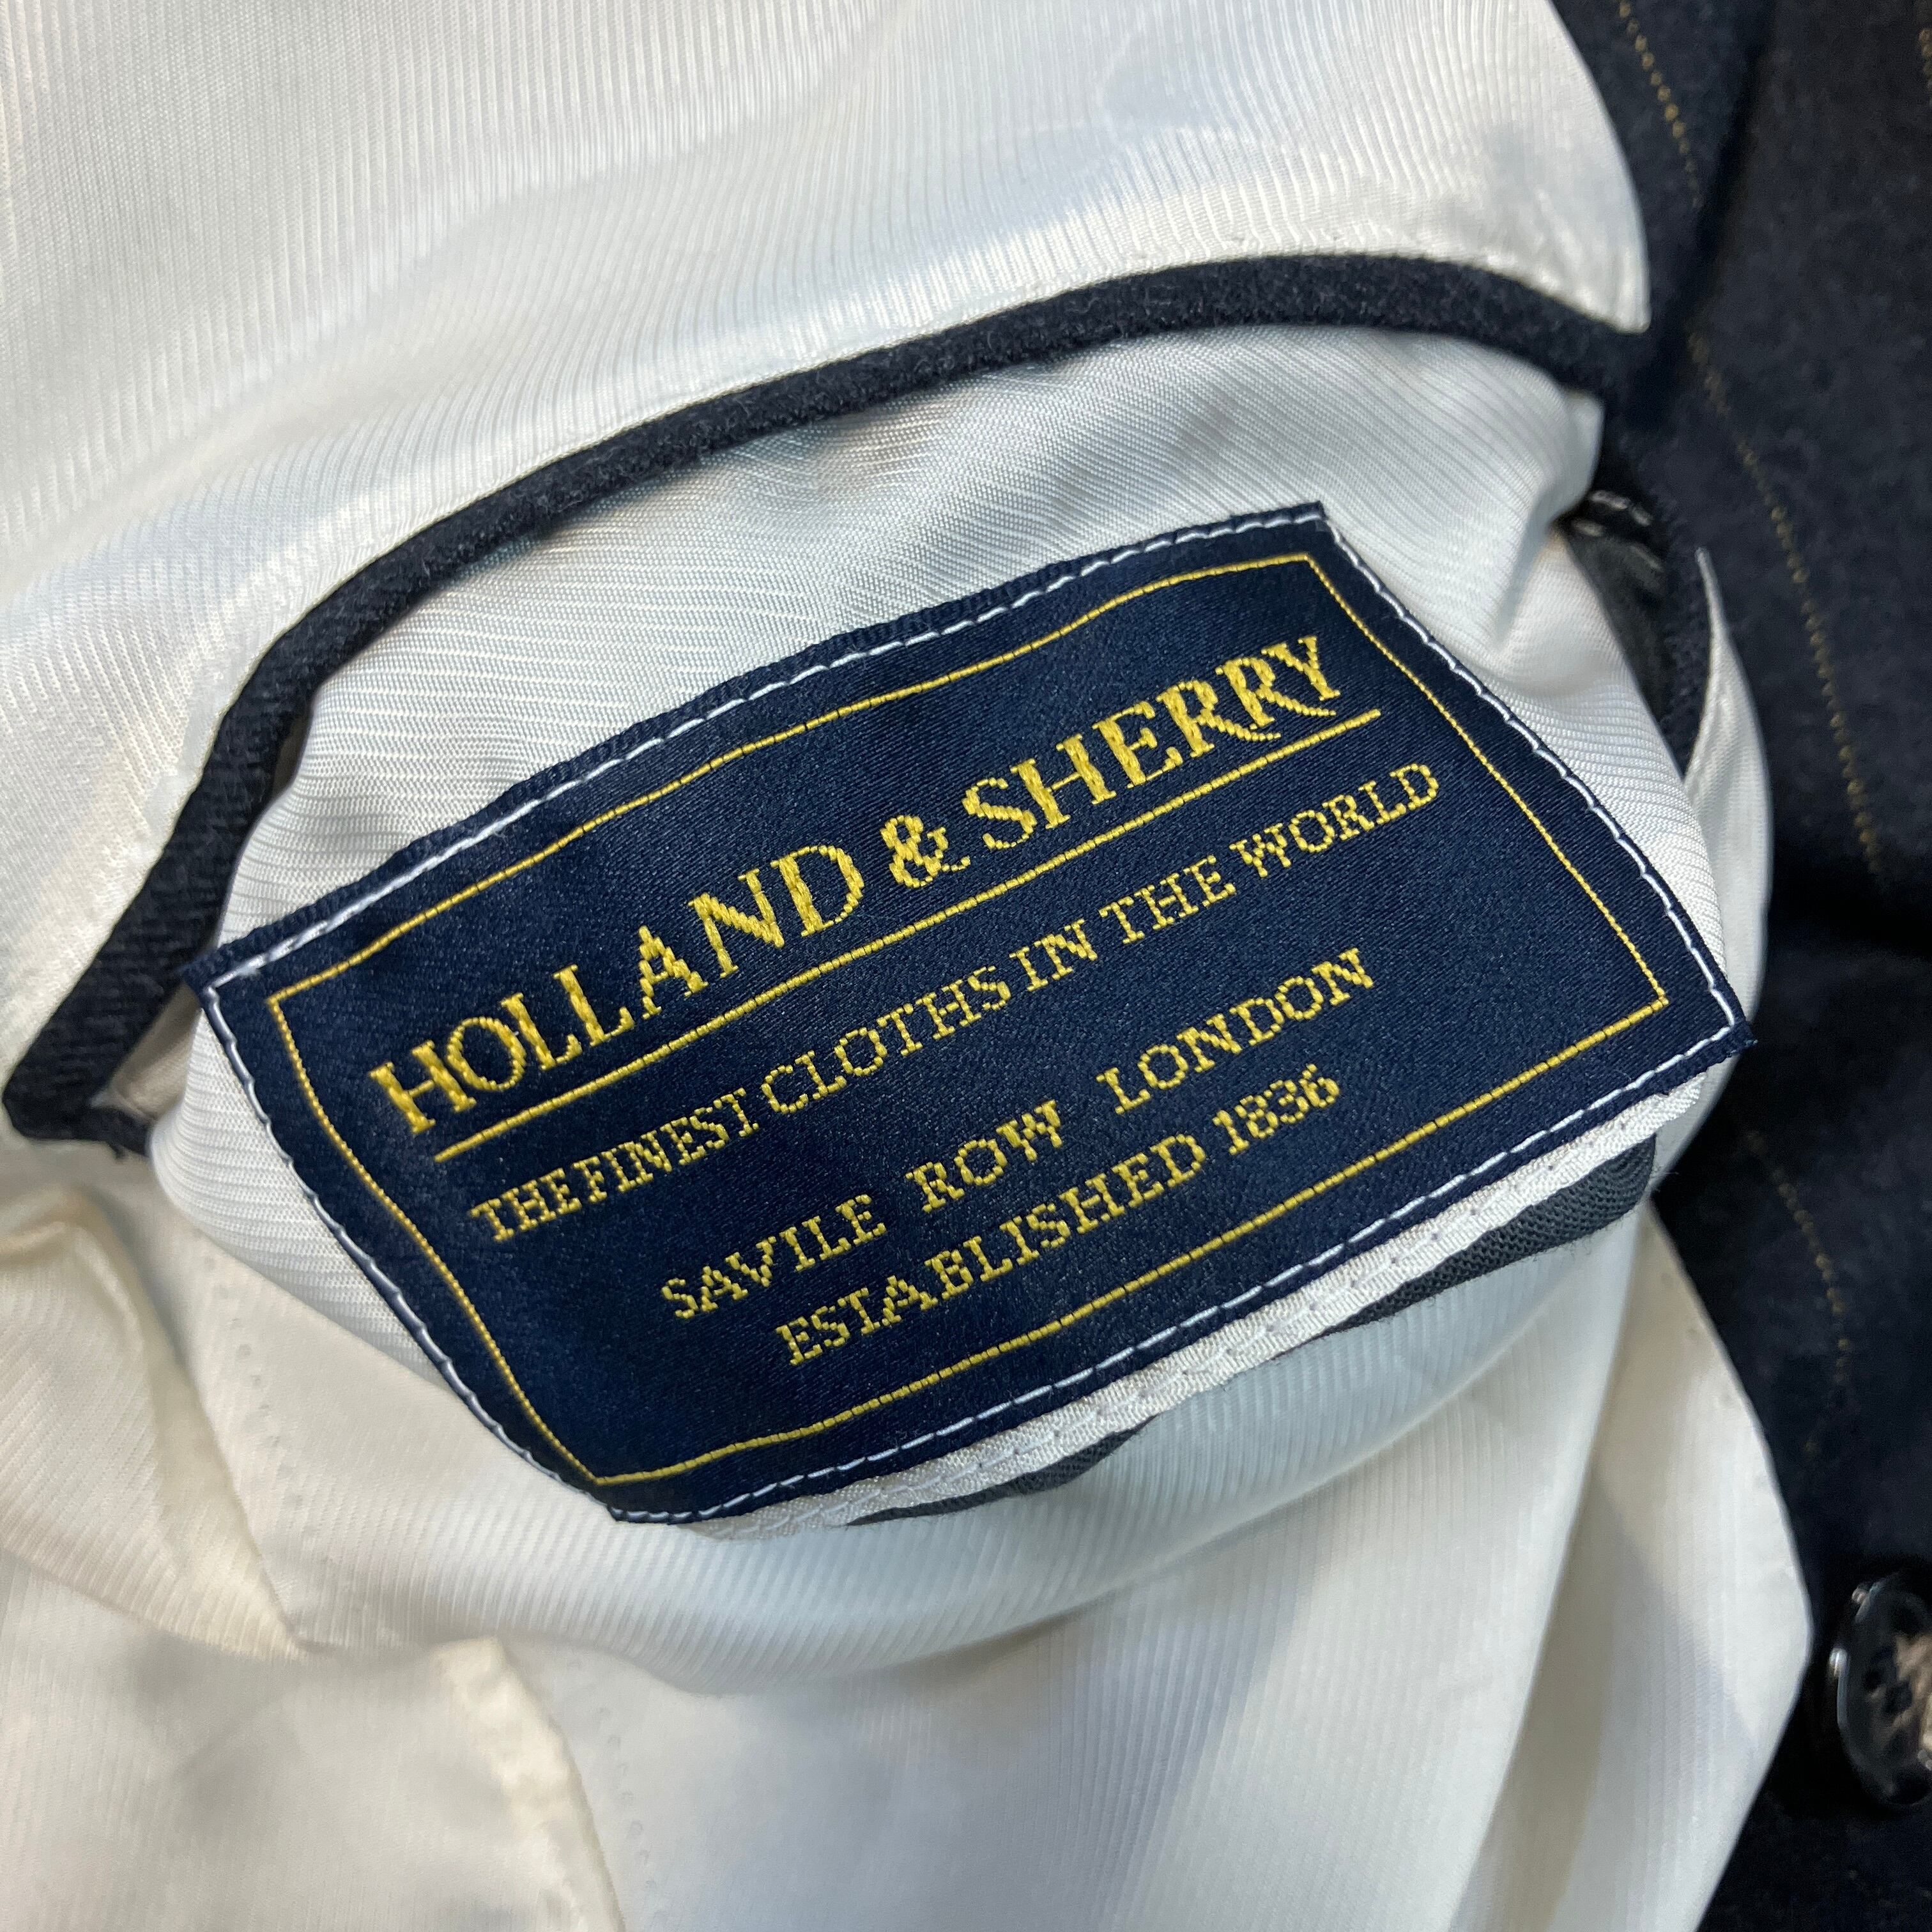 HOLLAND & SHERRY
THE FINEST CLOTHS IN THE WORLD
SAVILE ROW LONDON
ESTABLISHED 1836